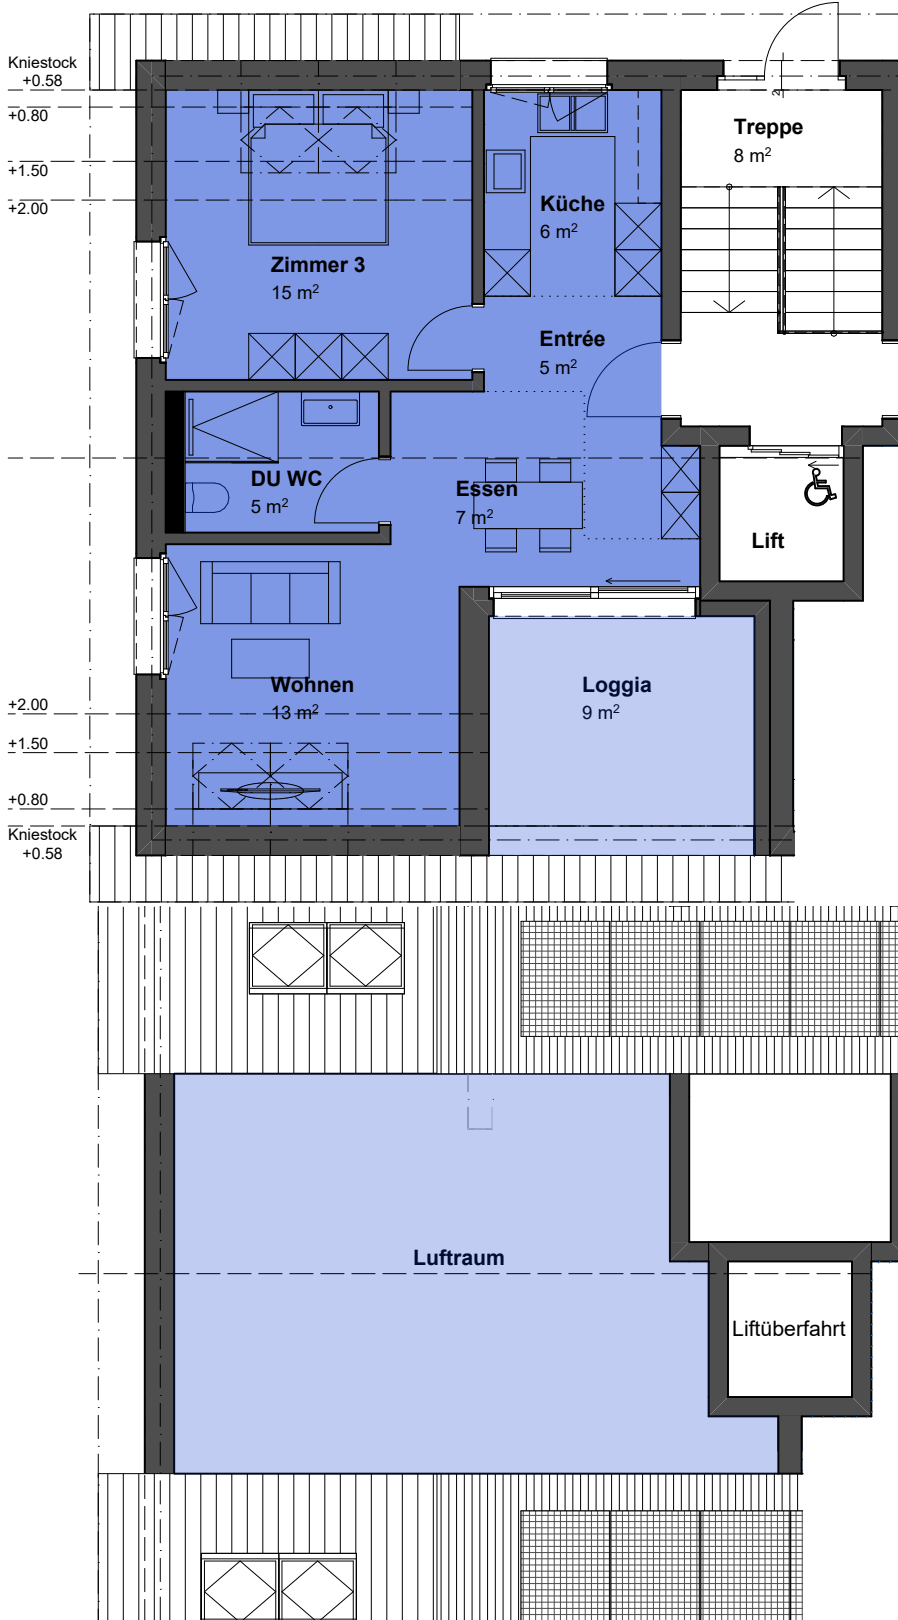 Kniestock
+0.58
+0.80
+1.50
+2.00
Treppe
8 m²
Küche
6 m²
Zimmer 3
15 m²
Entrée
5 m²
DU WC
5 m²
Essen
7 m²
Lift
Wohnen
13 m²
Loggia
9 m²
+2.00
+1.50
+0.80
Kniestock
+0.58
Luftraum
Liftüberfahrt